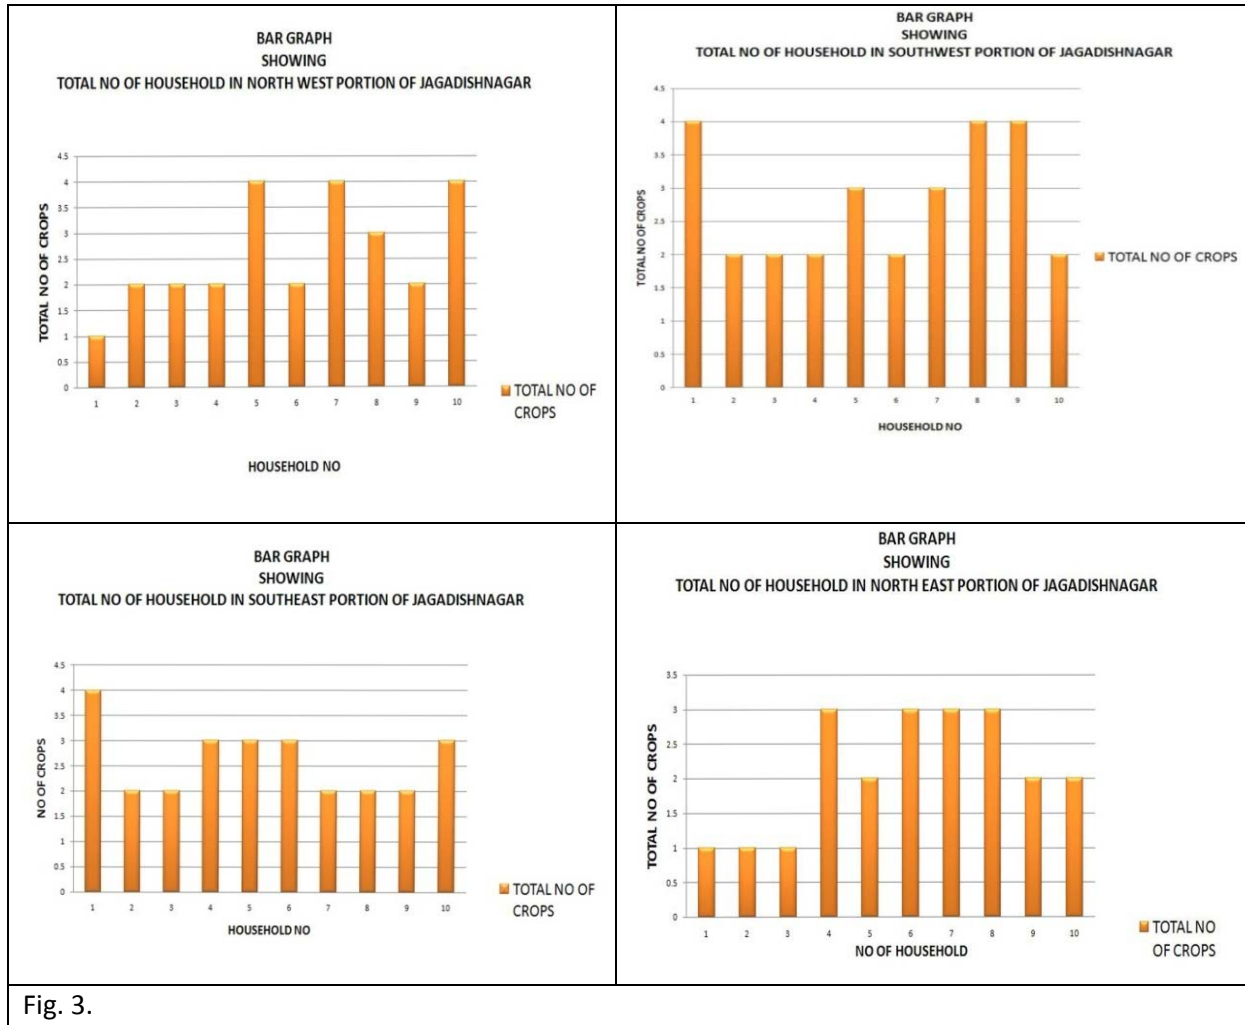 BAR GRAPH
SHOWING
TOTAL NO OF HOUSEHOLD IN NORTH WEST PORTION OF JAGADISHNAGAR
TOTAL NO OF CROPS
4.5
4
3.5
3
2.5
2
1.5
1
0.5
0
1 2 3 4 5 6 7 8 9 10
TOTAL NO OF
CROPS
HOUSEHOLD NO
BAR GRAPH
SHOWING
TOTAL NO OF HOUSEHOLD IN SOUTHWEST PORTION OF JAGADISHNAGAR
TOTAL NO OF CROPS
4.5
4
3.5
3
2.5
2
1.5
1
0.5
0
1 2 3 4 5 6 7 8 9 10
TOTAL NO OF CROPS
HOUSEHOLD NO
BAR GRAPH
SHOWING
TOTAL NO OF HOUSEHOLD IN SOUTHEAST PORTION OF JAGADISHNAGAR
NO OF CROPS
4.5
4
3.5
3
2.5
2
1.5
1
0.5
0
1 2 3 4 5 6 7 8 9 10
TOTAL NO OF
CROPS
HOUSEHOLD NO
BAR GRAPH
SHOWING
TOTAL NO OF HOUSEHOLD IN NORTH EAST PORTION OF JAGADISHNAGAR
TOTAL NO OF CROPS
3.5
3
2.5
2
1.5
1
0.5
0
1 2 3 4 5 6 7 8 9 10
NO OF HOUSEHOLD
TOTAL NO
OF CROPS
Fig. 3.